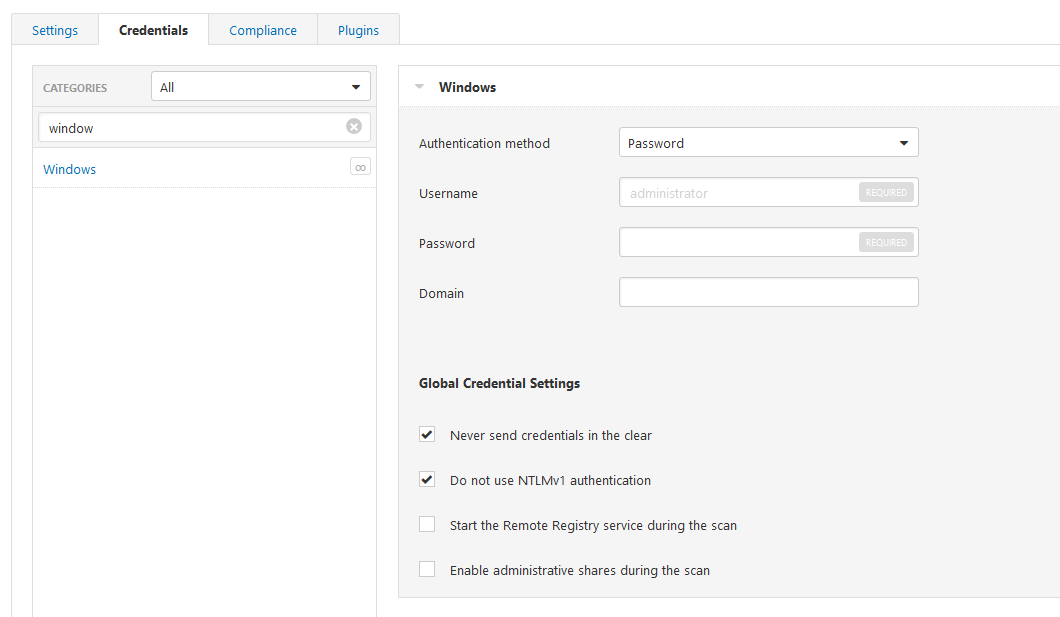 Settings Credentials Compliance Plugins
CATEGORIES All
window
Windows ∞
Windows
Authentication method Password
Username administrator REQUIRED
Password REQUIRED
Domain
Global Credential Settings
Never send credentials in the clear
Do not use NTLMv1 authentication
Start the Remote Registry service during the scan
Enable administrative shares during the scan